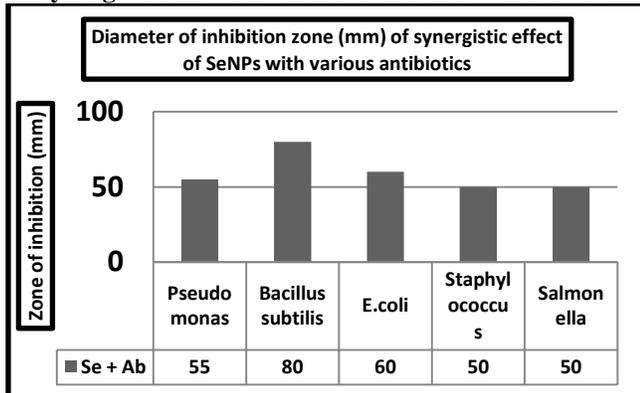 Diameter of inhibition zone (mm) of synergistic effect
of SeNPs with various antibiotics
Zone of inhibition (mm)
100
50
0
Pseudo
monas
Bacillus
subtilis
E.coli
Staphyl
ococcu
s
Salmon
ella
Se + Ab
55
80
60
50
50